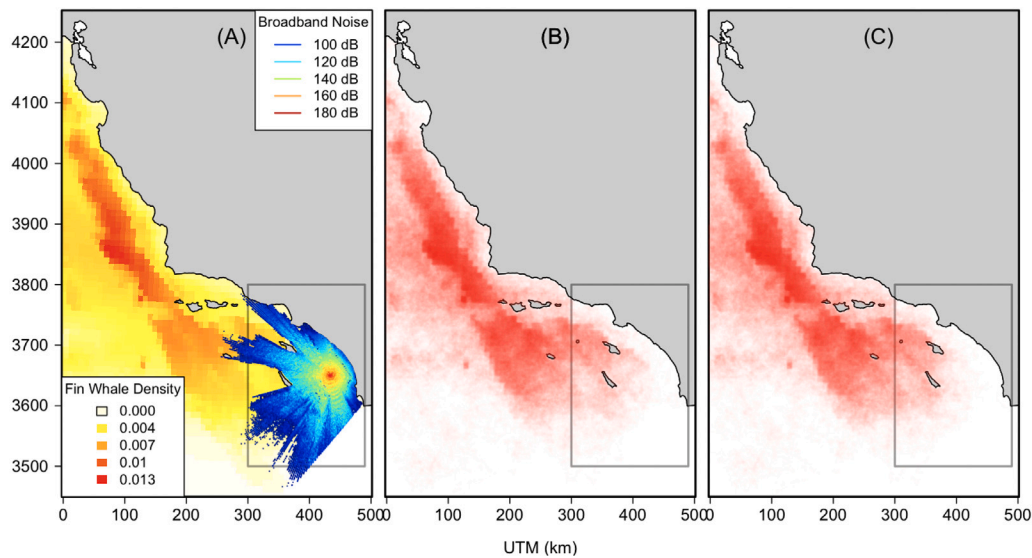 Broadband Noise
100 dB
120 dB
140 dB
160 dB
180 dB
(A)
(B)
(C)
4200
4100
4000
3900
3800
3700
3600
3500
Fin Whale Density
0.000
0.004
0.007
0.01
0.013
0 100 200 300 400 500 0 100 200 300 400 500 0 100 200 300 400 500
UTM (km)